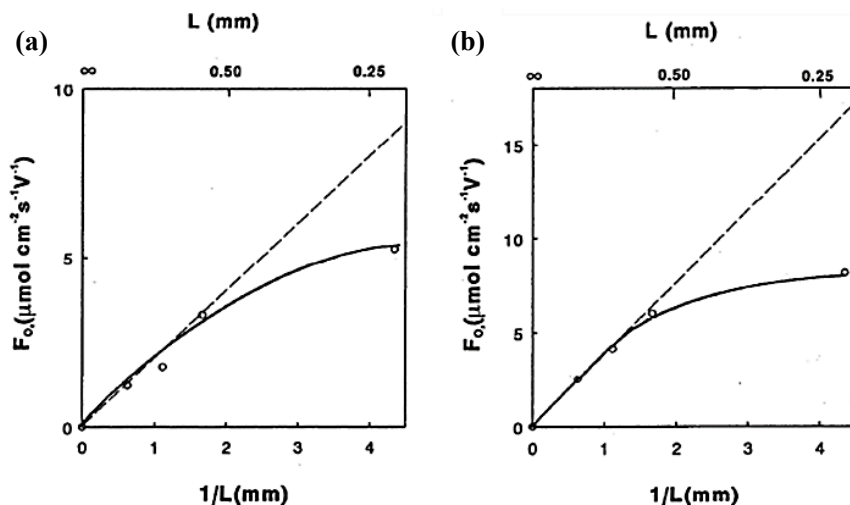 (a)
L (mm)
∞ 0.50 0.25
10
5
0
F₀,(μmol cm⁻²s⁻¹V⁻¹)
0 1 2 3 4
1/L(mm)
(b)
L (mm)
∞ 0.50 0.25
15
10
5
0
F₀,(μmol cm⁻²s⁻¹V⁻¹)
0 1 2 3 4
1/L(mm)